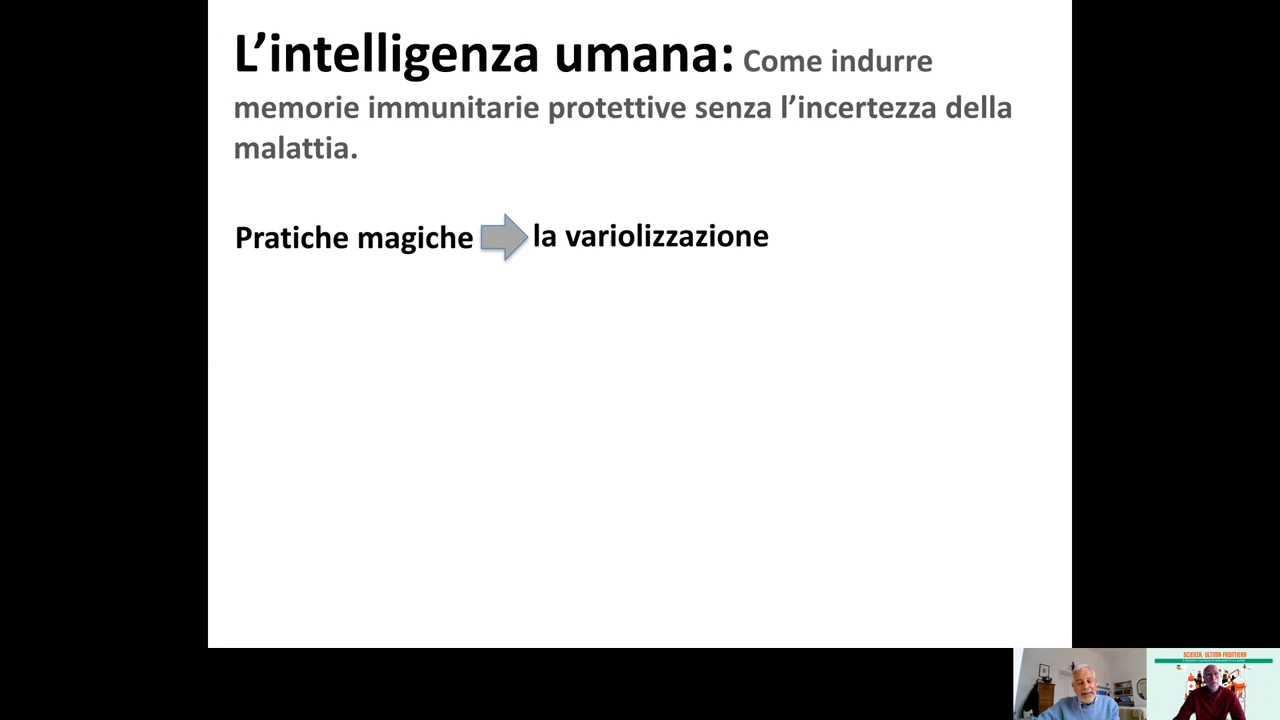 L’intelligenza umana: Come indurre
memorie immunitarie protettive senza l’incertezza della
malattia.
Pratiche magiche la variolizzazione
SCIENZA, ULTIMA FRONTIERA